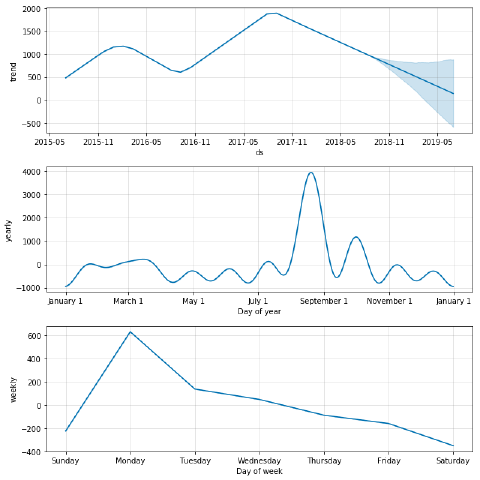 2000
1500
1000
500
0
−500
trend
2015-05 2015-11 2016-05 2016-11 2017-05 2017-11 2018-05 2018-11 2019-05
ds
4000
3000
2000
1000
0
−1000
yearly
January 1 March 1 May 1 July 1 September 1 November 1 January 1
Day of year
600
400
200
0
−200
−400
weekly
Sunday Monday Tuesday Wednesday Thursday Friday Saturday
Day of week